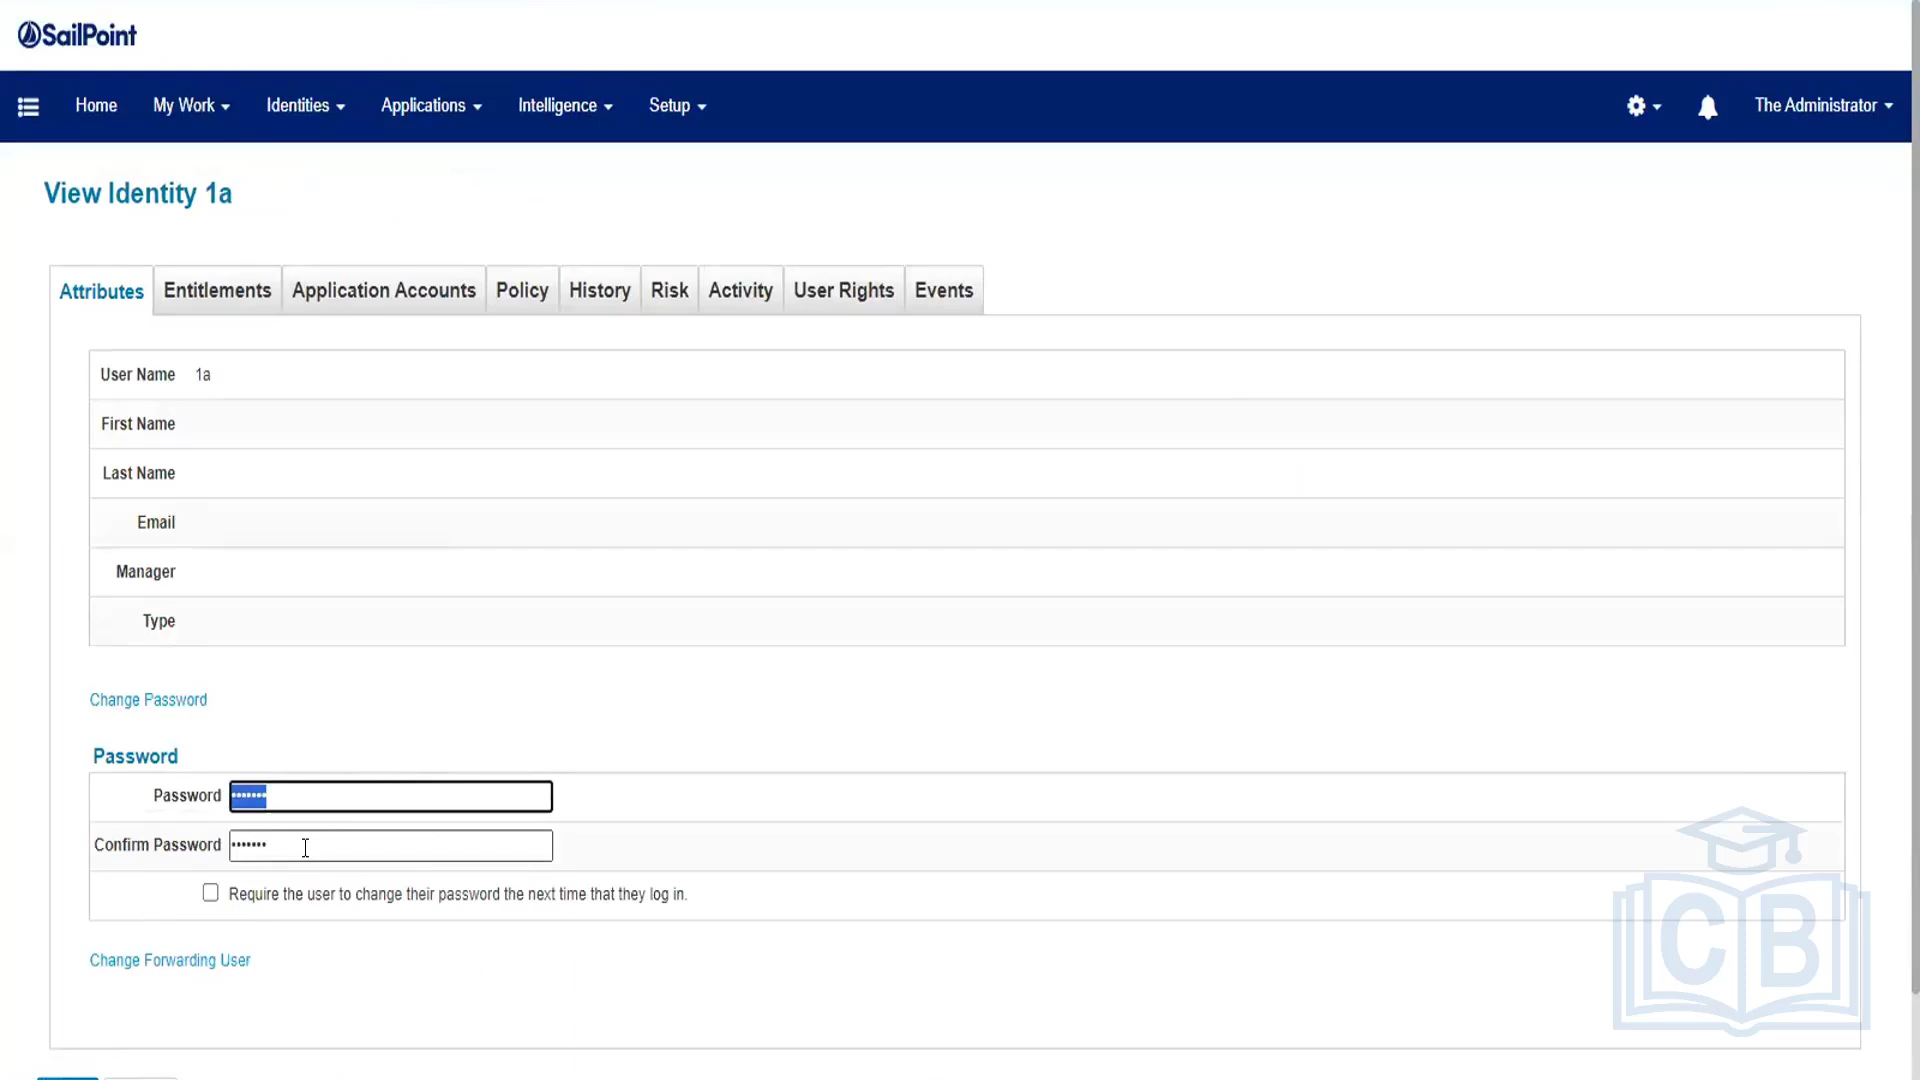 SailPoint
Home My Work Identities Applications Intelligence Setup The Administrator
View Identity 1a
Attributes Entitlements Application Accounts Policy History Risk Activity User Rights Events
User Name 1a
First Name
Last Name
Email
Manager
Type
Change Password
Password
Password •••••••
Confirm Password •••••••
Require the user to change their password the next time that they log in.
Change Forwarding User
CB